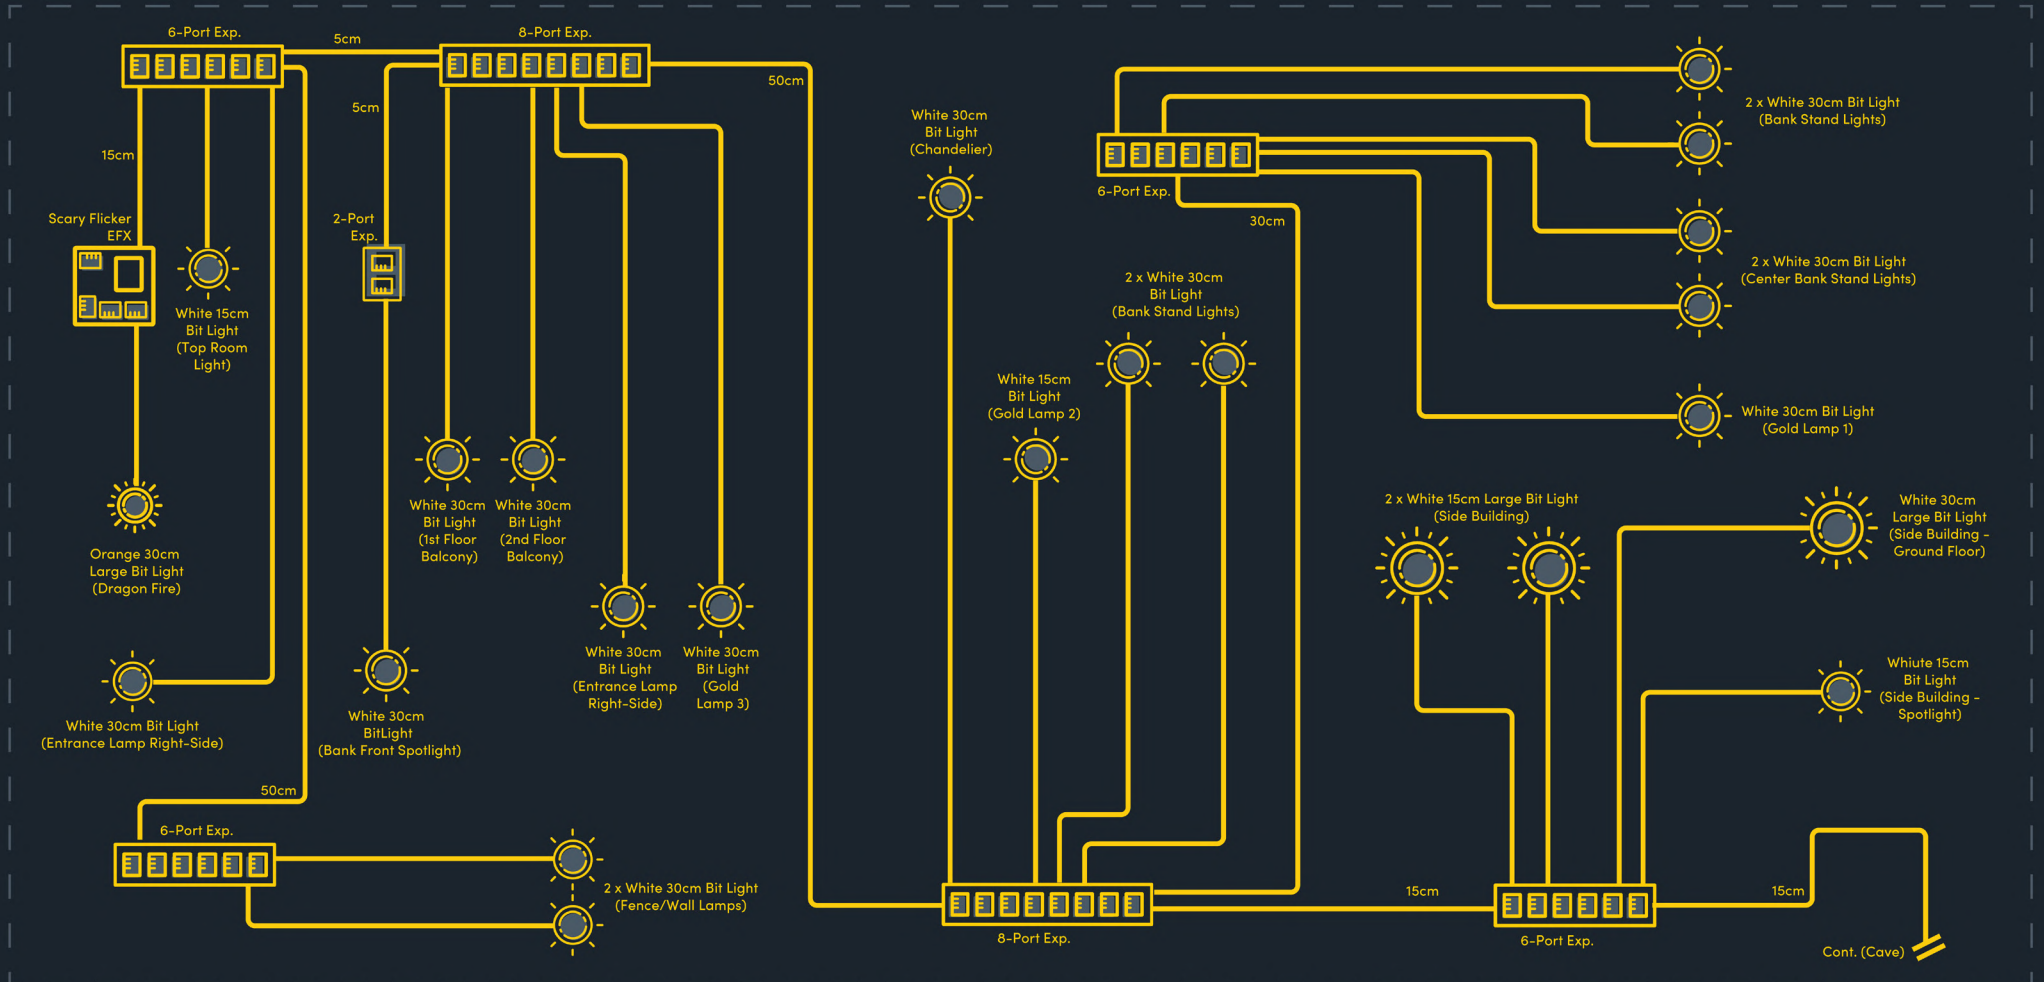 6-Port Exp.
5cm
8-Port Exp.
50cm
5cm
15cm
Scary Flicker
EFX
2-Port
Exp.
White 15cm
Bit Light
(Top Room
Light)
White 30cm
Bit Light
(1st Floor
Balcony)
White 30cm
Bit Light
(2nd Floor
Balcony)
Orange 30cm
Large Bit Light
(Dragon Fire)
White 30cm
Bit Light
(Entrance Lamp
Right-Side)
White 30cm
Bit Light
(Gold
Lamp 3)
White 30cm Bit Light
(Entrance Lamp Right-Side)
White 30cm
BitLight
(Bank Front Spotlight)
50cm
6-Port Exp.
2 x White 30cm Bit Light
(Fence/Wall Lamps)
White 30cm
Bit Light
(Chandelier)
6-Port Exp.
30cm
2 x White 30cm Bit Light
(Bank Stand Lights)
2 x White 30cm Bit Light
(Center Bank Stand Lights)
White 30cm Bit Light
(Gold Lamp 1)
2 x White 30cm
Bit Light
(Bank Stand Lights)
White 15cm
Bit Light
(Gold Lamp 2)
2 x White 15cm Large Bit Light
(Side Building)
White 30cm
Large Bit Light
(Side Building -
Ground Floor)
Whiute 15cm
Bit Light
(Side Building -
Spotlight)
8-Port Exp.
15cm
6-Port Exp.
15cm
Cont. (Cave)